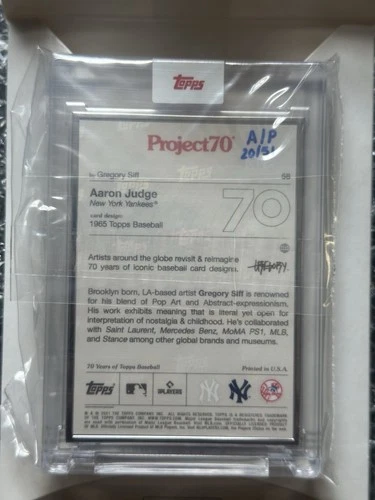 Topps
Project70®
A/P
20/51
by Gregory Siff
58
Aaron Judge
New York Yankees®
70
card design:
1965 Topps Baseball
Artists around the globe revisit & reimagine
70 years of iconic baseball card designs.
Brooklyn born, LA-based artist Gregory Siff is renowned
for his blend of Pop Art and Abstract-expressionism.
His work exhibits meaning that is literal yet open for
interpretation of nostalgia & childhood. He's collaborated
with Saint Laurent, Mercedes Benz, MoMA PS1, MLB,
and Stance among other global brands and museums.
70 Years of Topps Baseball
Printed in U.S.A.
Topps
PLAYERS